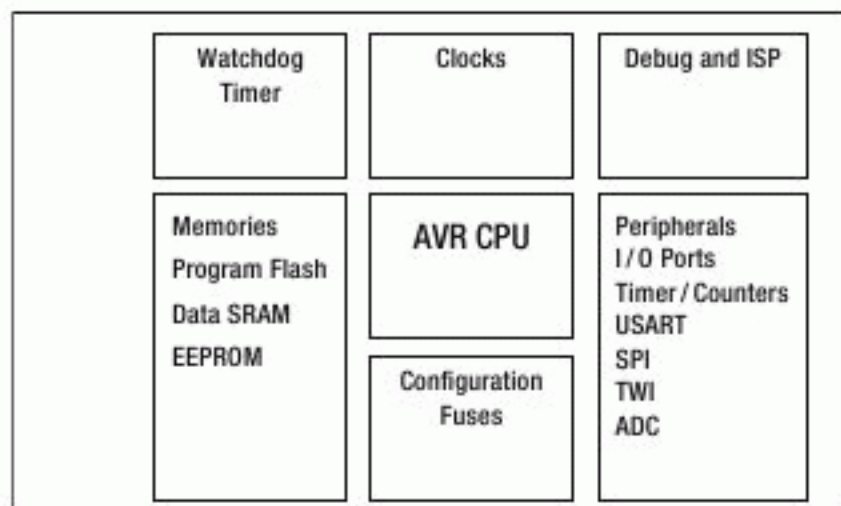 Watchdog
Timer
Clocks
Debug and ISP
Memories
Program Flash
Data SRAM
EEPROM
AVR CPU
Configuration
Fuses
Peripherals
I/O Ports
Timer/Counters
USART
SPI
TWI
ADC